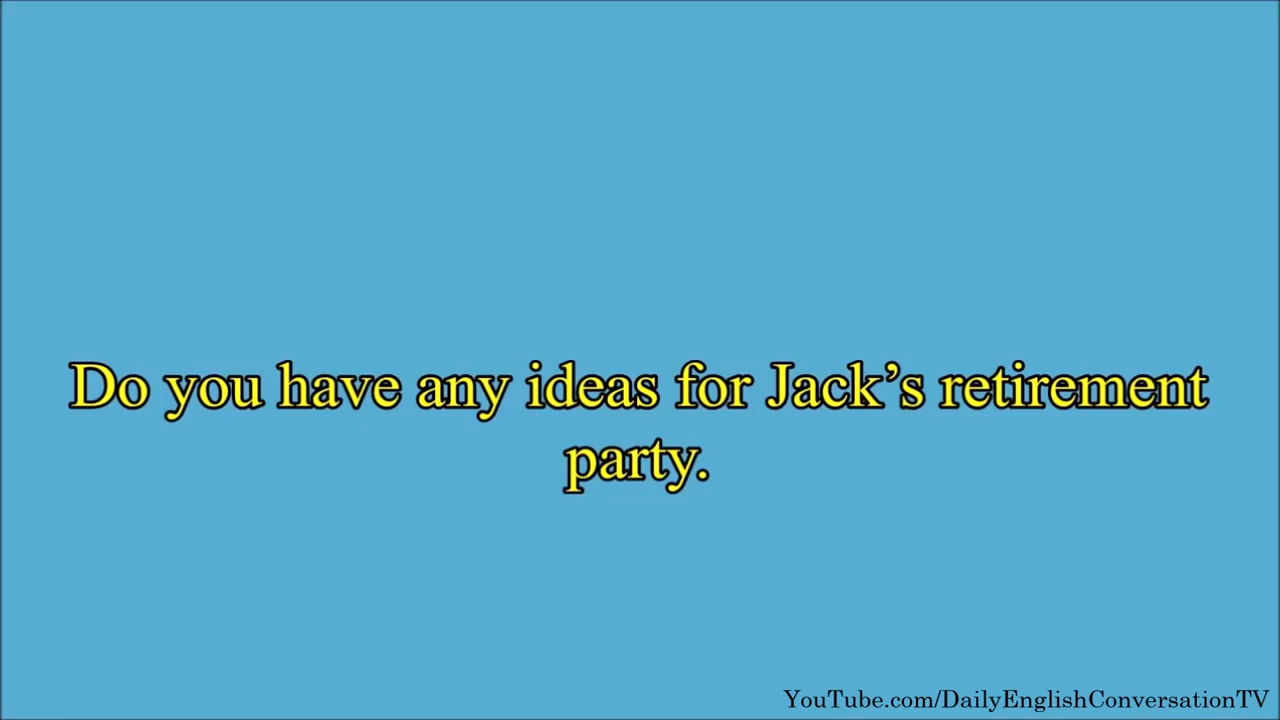 Do you have any ideas for Jack’s retirement
party.
YouTube.com/DailyEnglishConversationTV